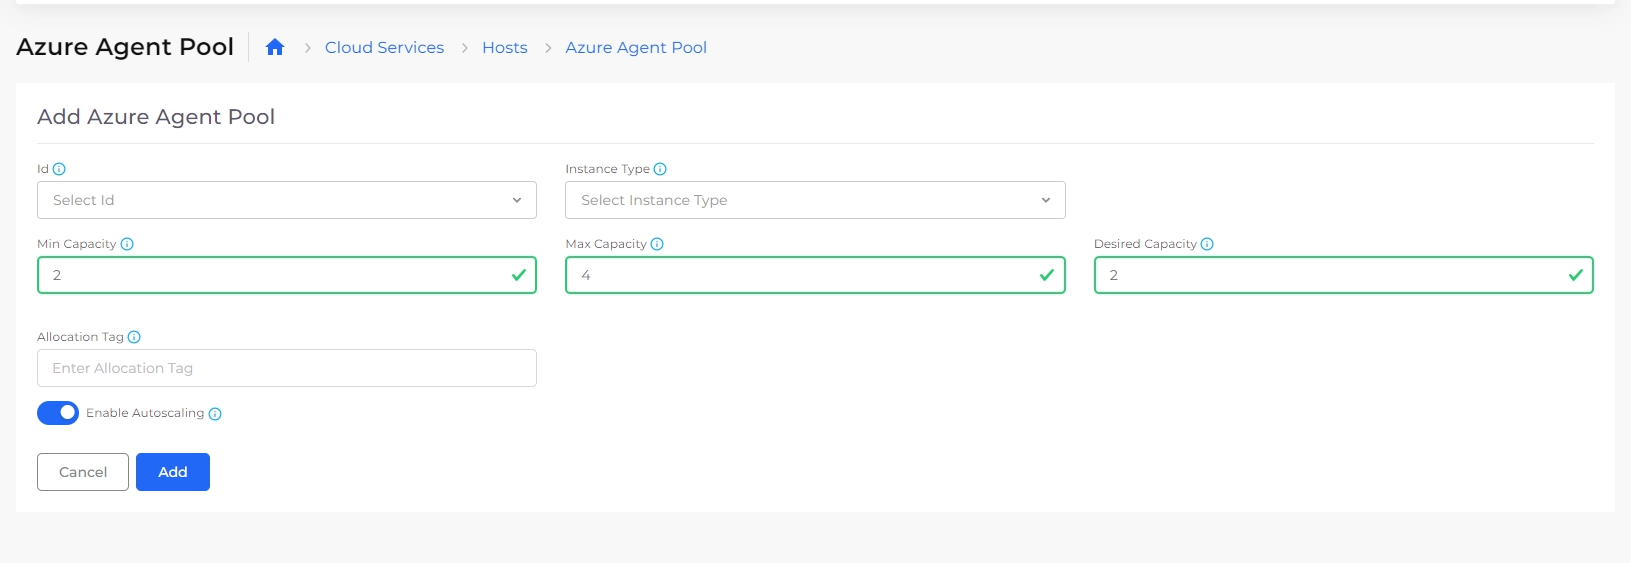 Azure Agent Pool Cloud Services Hosts Azure Agent Pool
Add Azure Agent Pool
Id Instance Type
Select Id Select Instance Type
Min Capacity Max Capacity Desired Capacity
2 4 2
Allocation Tag
Enter Allocation Tag
Enable Autoscaling
Cancel Add